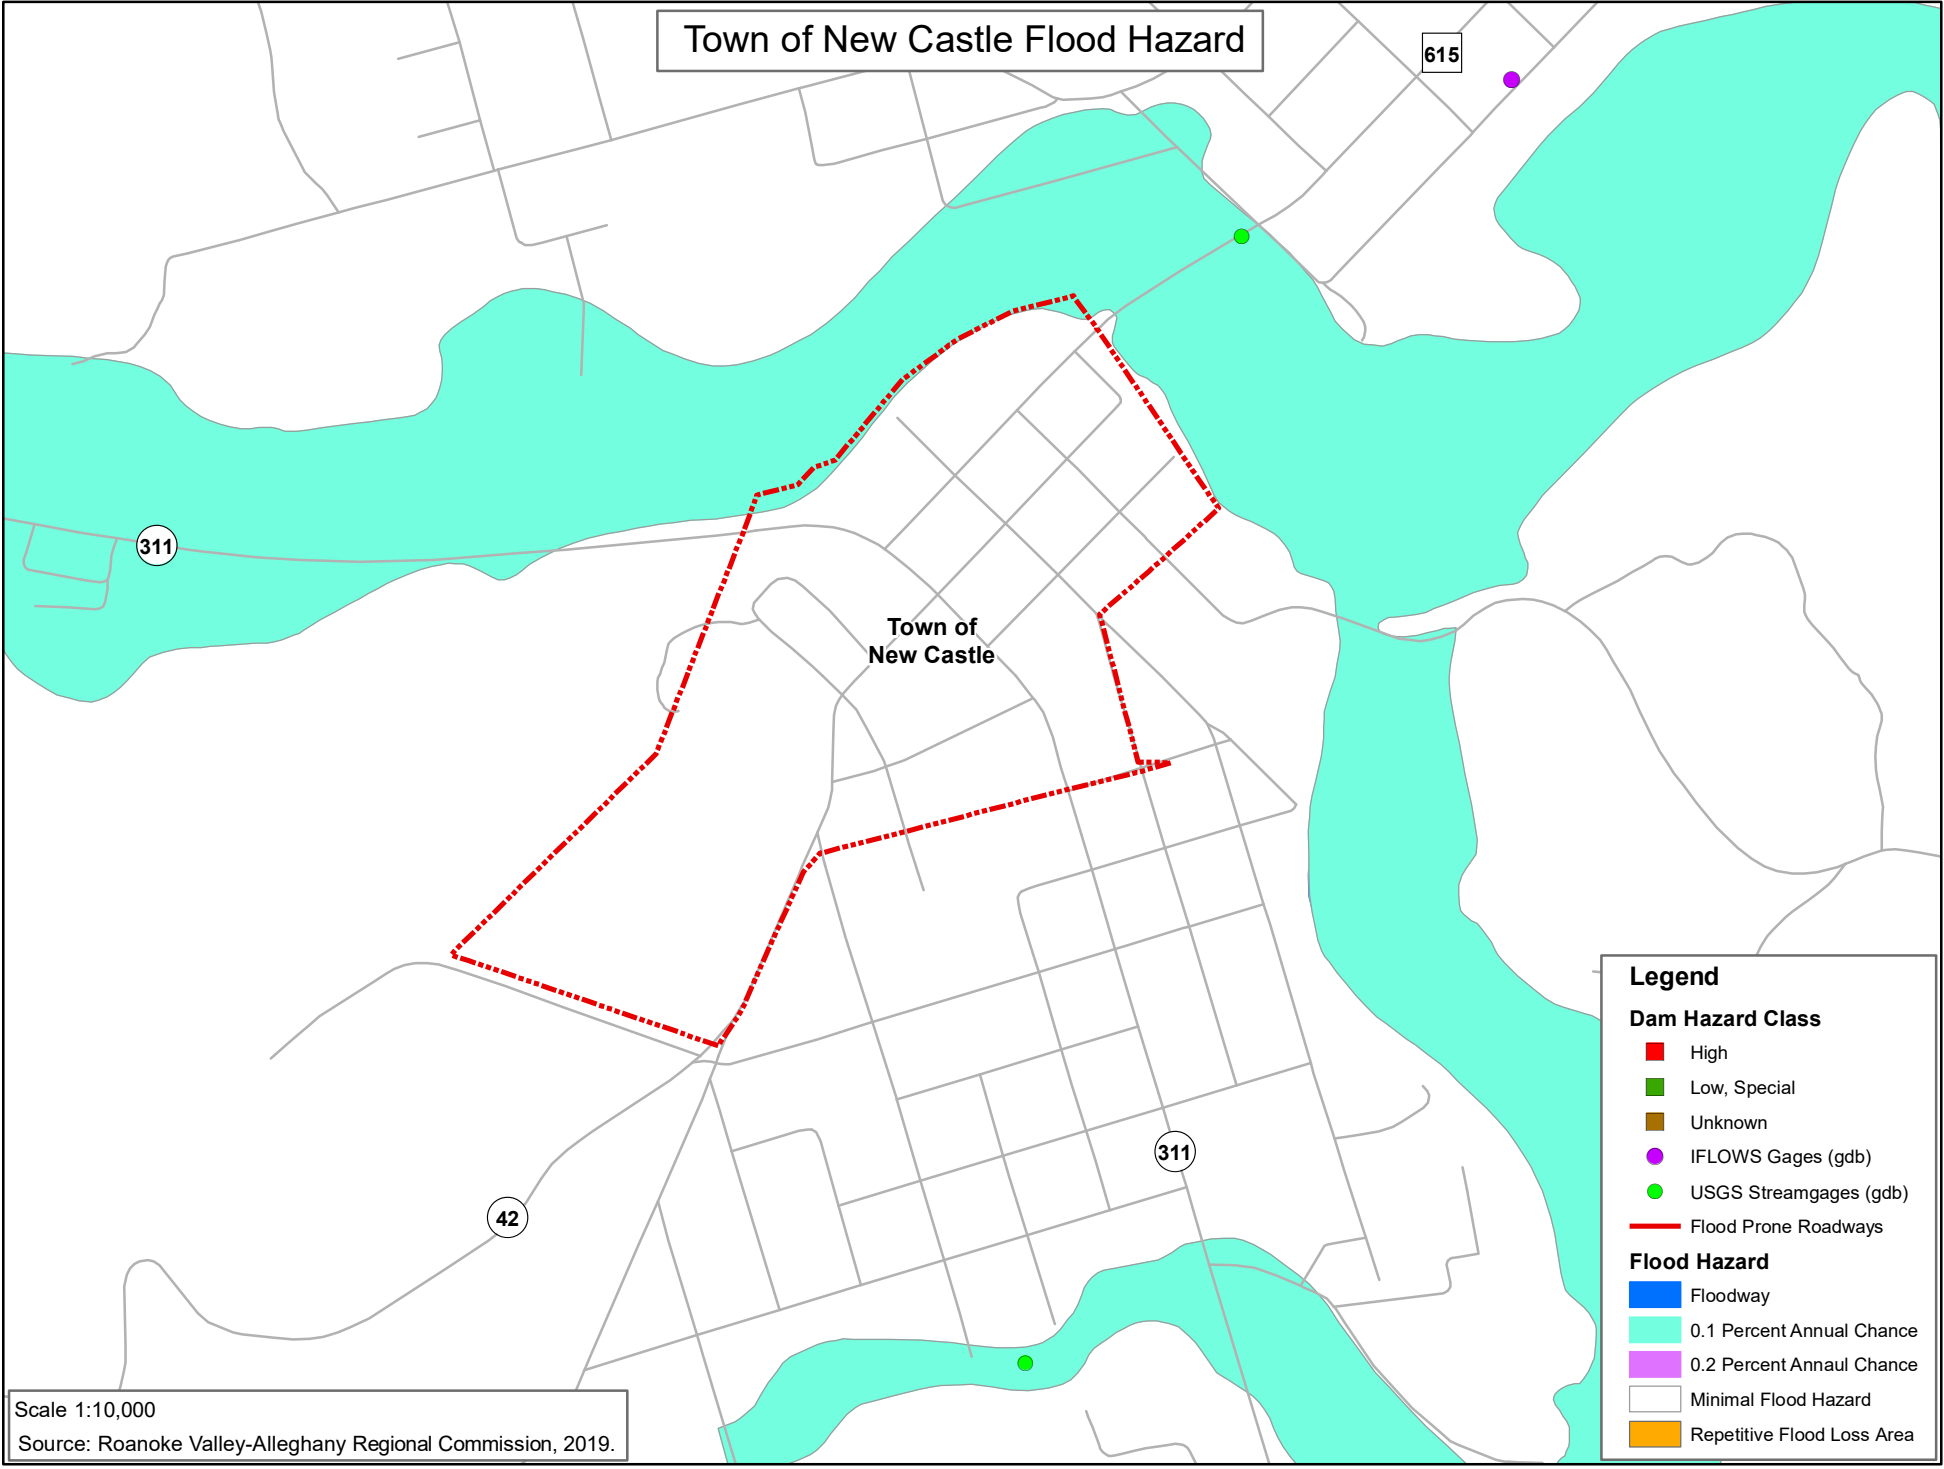 Town of New Castle Flood Hazard
615
311
Town of
New Castle
311
42
Legend
Dam Hazard Class
High
Low, Special
Unknown
IFLOWS Gages (gdb)
USGS Streamgages (gdb)
Flood Prone Roadways
Flood Hazard
Floodway
0.1 Percent Annual Chance
0.2 Percent Annaul Chance
Minimal Flood Hazard
Repetitive Flood Loss Area
Scale 1:10,000
Source: Roanoke Valley-Alleghany Regional Commission, 2019.